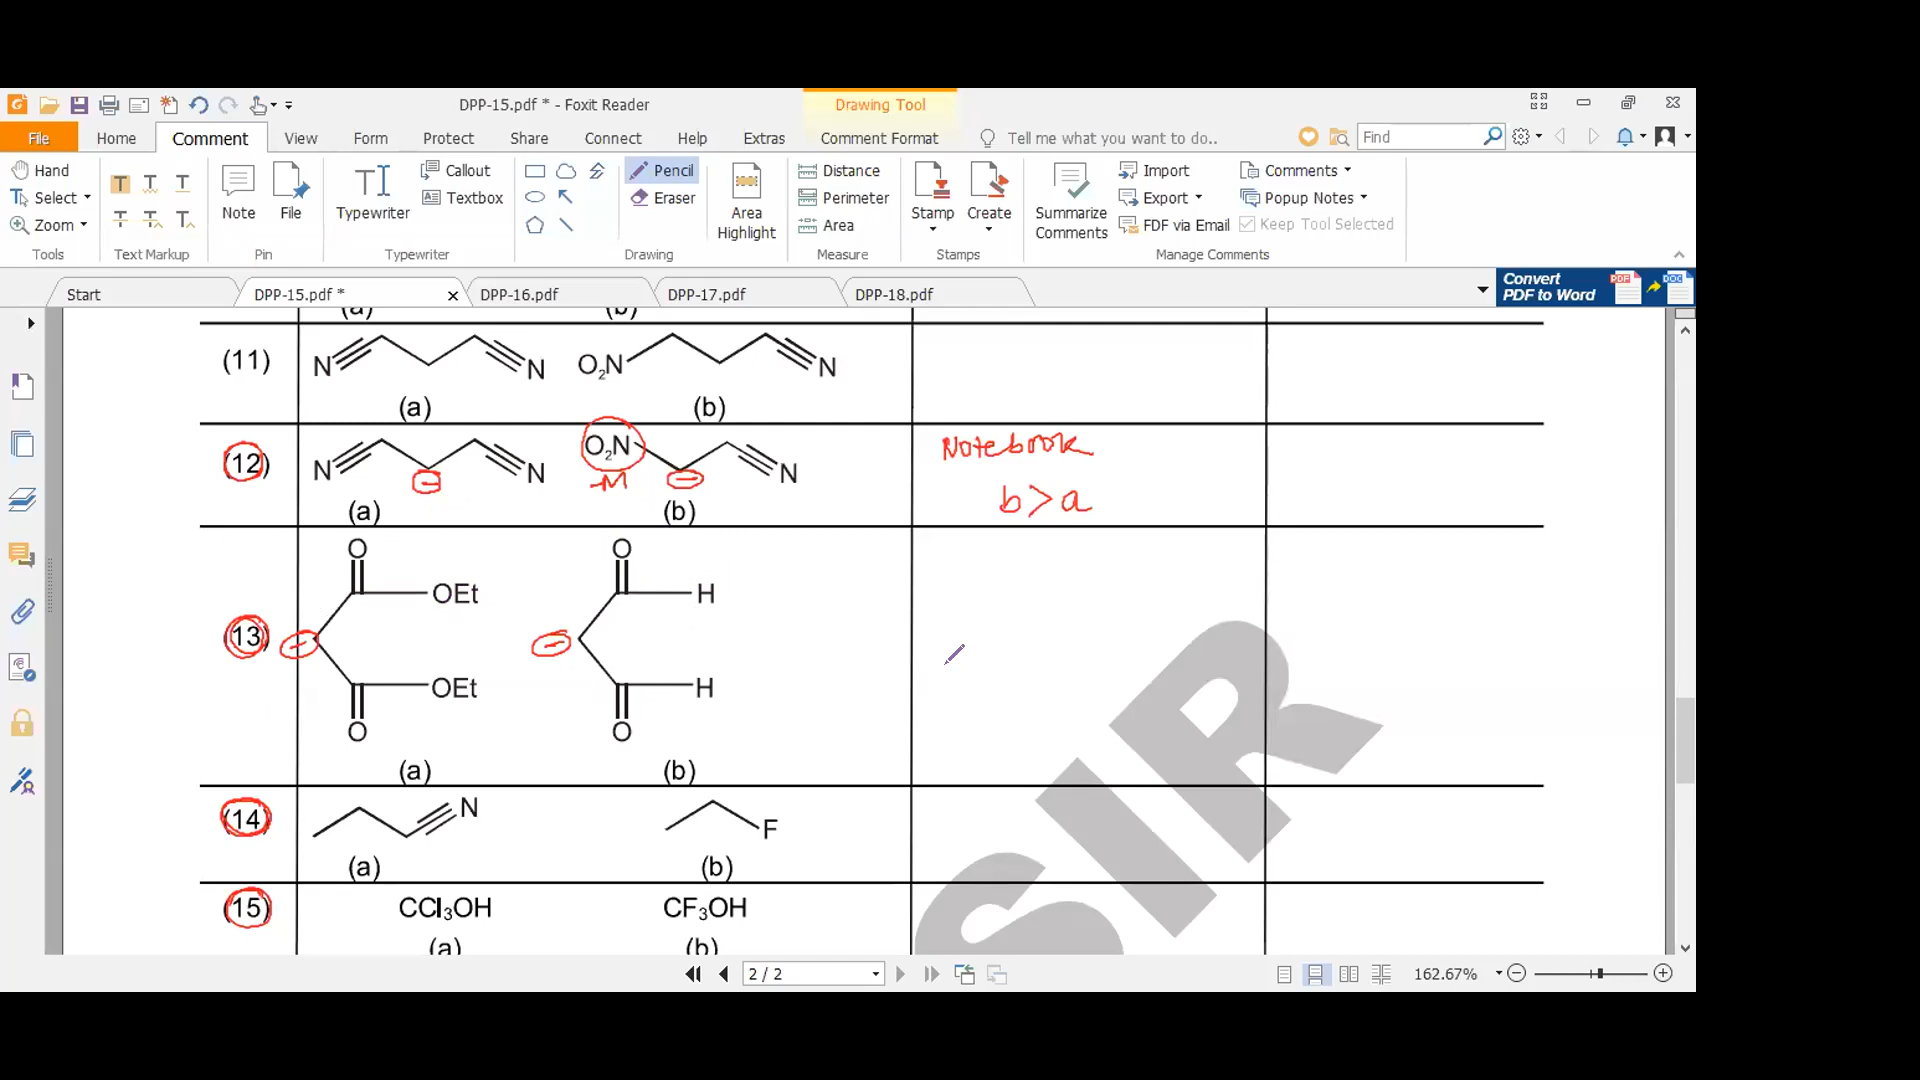 DPP-15.pdf * - Foxit Reader
Drawing Tool
File Home Comment View Form Protect Share Connect Help Extras Comment Format Tell me what you want to do.. Find
Hand
Select
Zoom
Tools
Text Markup
Note
File
Pin
Typewriter
Callout
Textbox
Typewriter
Pencil
Eraser
Area Highlight
Drawing
Distance
Perimeter
Area
Measure
Stamp
Create
Stamps
Summarize Comments
Import
Export
FDF via Email
Comments
Popup Notes
Keep Tool Selected
Manage Comments
Start DPP-15.pdf * DPP-16.pdf DPP-17.pdf DPP-18.pdf
Convert
PDF to Word
PDF DOC
(a) (b)
(11) N N O2N N
(a) (b)
(12) N N O2N N Notebook
-M
b>a
(a) (b)
O O
OEt H
(13)
OEt H
O O
(a) (b)
(14) N F
(a) (b)
(15) CCl3OH CF3OH
(a) (b)
SIR
2 / 2
162.67%